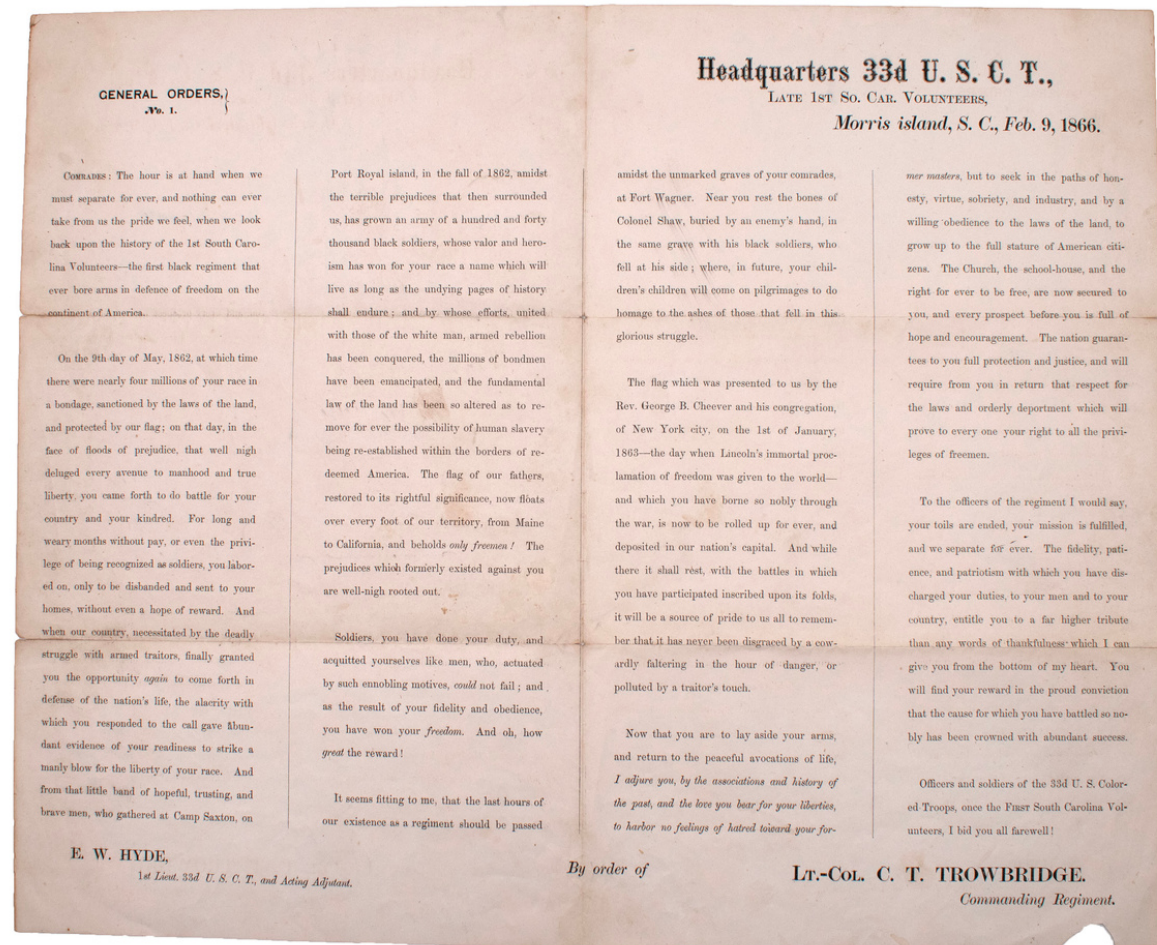 GENERAL ORDERS,
No. 1.
Headquarters 33d U. S. C. T.,
LATE 1ST SO. CAR. VOLUNTEERS,
Morris island, S. C., Feb. 9, 1866.
COMRADES: The hour is at hand when we
must separate for ever, and nothing can ever
take from us the pride we feel, when we look
back upon the history of the 1st South Caro-
lina Volunteers—the first black regiment that
ever bore arms in defence of freedom on the
continent of America.
On the 9th day of May, 1862, at which time
there were nearly four millions of your race in
a bondage, sanctioned by the laws of the land,
and protected by our flag; on that day, in the
face of floods of prejudice, that well nigh
deluged every avenue to manhood and true
liberty, you came forth to do battle for your
country and your kindred. For long and
weary months without pay, or even the privi-
lege of being recognized as soldiers, you labor-
ed on, only to be disbanded and sent to your
homes, without even a hope of reward. And
when our country, necessitated by the deadly
struggle with armed traitors, finally granted
you the opportunity again to come forth in
defense of the nation's life, the alacrity with
which you responded to the call gave abun-
dant evidence of your readiness to strike a
manly blow for the liberty of your race. And
from that little band of hopeful, trusting, and
brave men, who gathered at Camp Saxton, on
Port Royal island, in the fall of 1862, amidst
the terrible prejudices that then surrounded
us, has grown an army of a hundred and forty
thousand black soldiers, whose valor and hero-
ism has won for your race a name which will
live as long as the undying pages of history
shall endure; and by whose efforts, united
with those of the white man, armed rebellion
has been conquered, the millions of bondmen
have been emancipated, and the fundamental
law of the land has been so altered as to re-
move for ever the possibility of human slavery
being re-established within the borders of re-
deemed America. The flag of our fathers,
restored to its rightful significance, now floats
over every foot of our territory, from Maine
to California, and beholds only freemen! The
prejudices which formerly existed against you
are well-nigh rooted out.
Soldiers, you have done your duty, and
acquitted yourselves like men, who, actuated
by such ennobling motives, could not fail; and
as the result of your fidelity and obedience,
you have won your freedom. And oh, how
great the reward!
It seems fitting to me, that the last hours of
our existence as a regiment should be passed
amidst the unmarked graves of your comrades,
at Fort Wagner. Near you rest the bones of
Colonel Shaw, buried by an enemy's hand, in
the same grave with his black soldiers, who
fell at his side; where, in future, your chil-
dren's children will come on pilgrimages to do
homage to the ashes of those that fell in this
glorious struggle.
The flag which was presented to us by the
Rev. George B. Cheever and his congregation,
of New York city, on the 1st of January,
1863—the day when Lincoln's immortal proc-
lamation of freedom was given to the world—
and which you have borne so nobly through
the war, is now to be rolled up for ever, and
deposited in our nation's capital. And while
there it shall rest, with the battles in which
you have participated inscribed upon its folds,
it will be a source of pride to us all to remem-
ber that it has never been disgraced by a cow-
ardly faltering in the hour of danger, or
polluted by a traitor's touch.
Now that you are to lay aside your arms,
and return to the peaceful avocations of life,
I adjure you, by the associations and history of
the past, and the love you bear for your liberties,
to harbor no feelings of hatred toward your for-
mer masters, but to seek in the paths of hon-
esty, virtue, sobriety, and industry, and by a
willing obedience to the laws of the land, to
grow up to the full stature of American citi-
zens. The Church, the school-house, and the
right for ever to be free, are now secured to
you, and every prospect before you is full of
hope and encouragement. The nation guaran-
tees to you full protection and justice, and will
require from you in return that respect for
the laws and orderly deportment which will
prove to every one your right to all the privi-
leges of freemen.
To the officers of the regiment I would say,
your toils are ended, your mission is fulfilled,
and we separate for ever. The fidelity, pati-
ence, and patriotism with which you have dis-
charged your duties, to your men and to your
country, entitle you to a far higher tribute
than any words of thankfulness which I can
give you from the bottom of my heart. You
will find your reward in the proud conviction
that the cause for which you have battled so no-
bly has been crowned with abundant success.
Officers and soldiers of the 33d U. S. Color-
ed Troops, once the FIRST South Carolina Vol-
unteers, I bid you all farewell!
E. W. HYDE,
1st Lieut. 33d U. S. C. T., and Acting Adjutant.
By order of
LT.-COL. C. T. TROWBRIDGE.
Commanding Regiment.